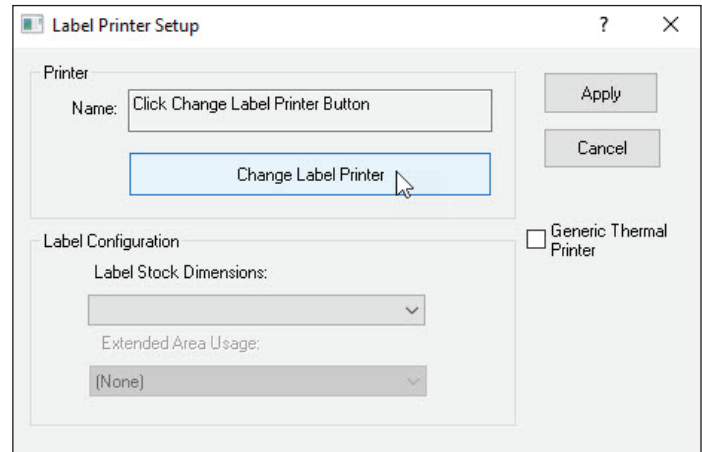 Label Printer Setup
?
Printer
Name:
Click Change Label Printer Button
Apply
Cancel
Change Label Printer
Label Configuration
Generic Thermal
Printer
Label Stock Dimensions:
Extended Area Usage:
(None)